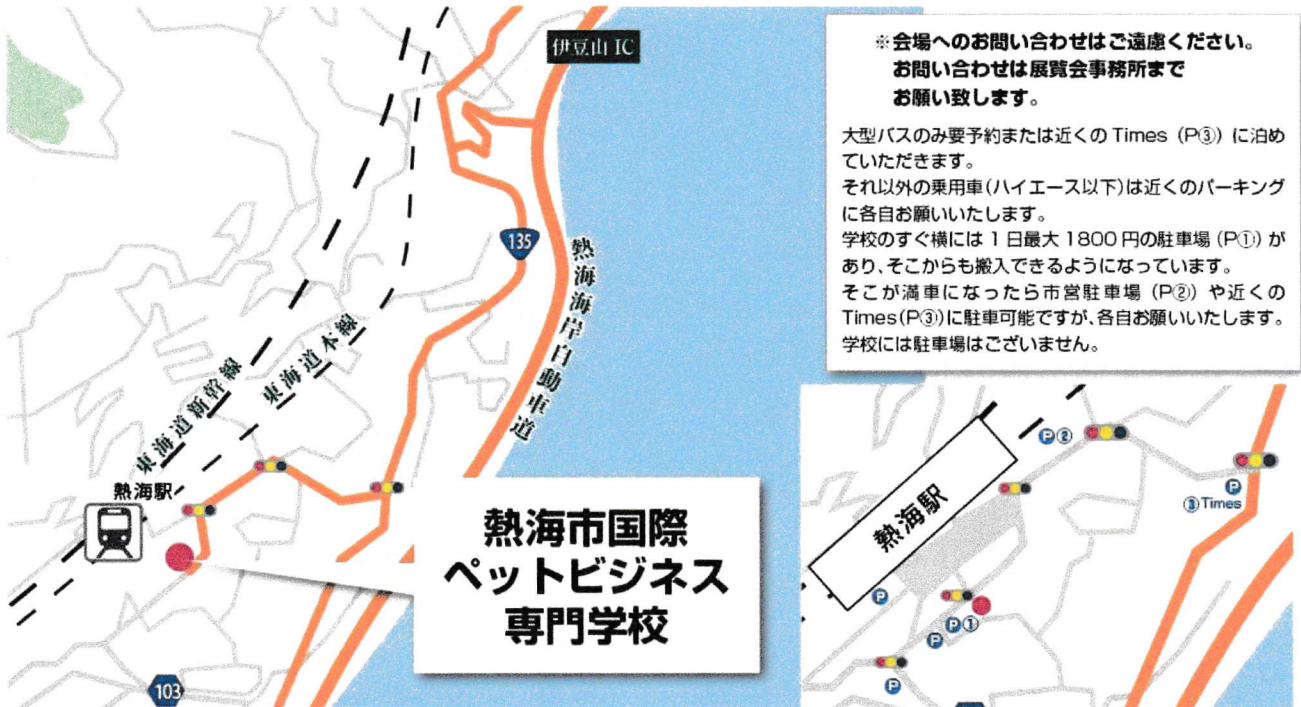 伊豆山 IC
※会場へのお問い合わせはご遠慮ください。
お問い合わせは展覧会事務所まで
お願い致します。
大型バスのみ要予約または近くの Times（P③）に泊め
ていただきます。
それ以外の乗用車(ハイエース以下)は近くのパーキング
に各自お願いいたします。
学校のすぐ横には 1 日最大 1800 円の駐車場 (P①) が
あり、そこからも搬入できるようになっています。
そこが満車になったら市営駐車場（P②）や近くの
Times(P③)に駐車可能ですが、各自お願いいたします。
学校には駐車場はございません。
135
熱海海岸自動車道
東海道新幹線
東海道本線
熱海駅
熱海市国際
ペットビジネス
専門学校
103
P②
熱海駅
P
③Times
P
P①
P
P